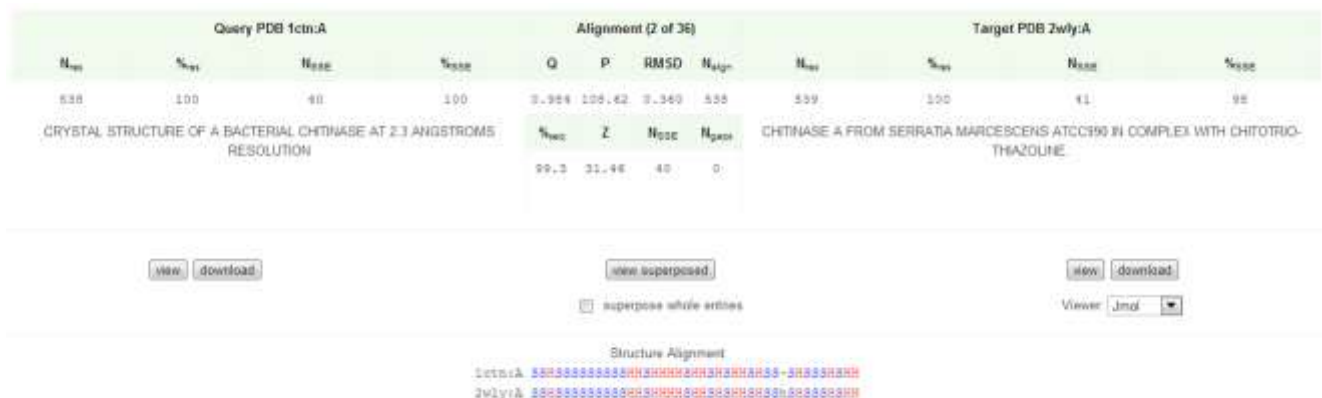 Query PDB 1ctn:A Alignment (2 of 36) Target PDB 2wly:A
Nres %res NSSE %SSE Q P RMSD Nalgn Nres %res NSSE %SSE
538 100 40 100 0.984 108.62 0.360 538 539 100 41 98
CRYSTAL STRUCTURE OF A BACTERIAL CHITINASE AT 2.3 ANGSTROMS
RESOLUTION
%seq Z NSSE Ngaps
CHITINASE A FROM SERRATIA MARCESCENS ATCC990 IN COMPLEX WITH CHITOTRIO-
THIAZOLINE.
99.3 31.46 40 0
view download view superposed view download
superpose whole entries Viewer Jmol
Structure Alignment
1ctn:A
2wly:A